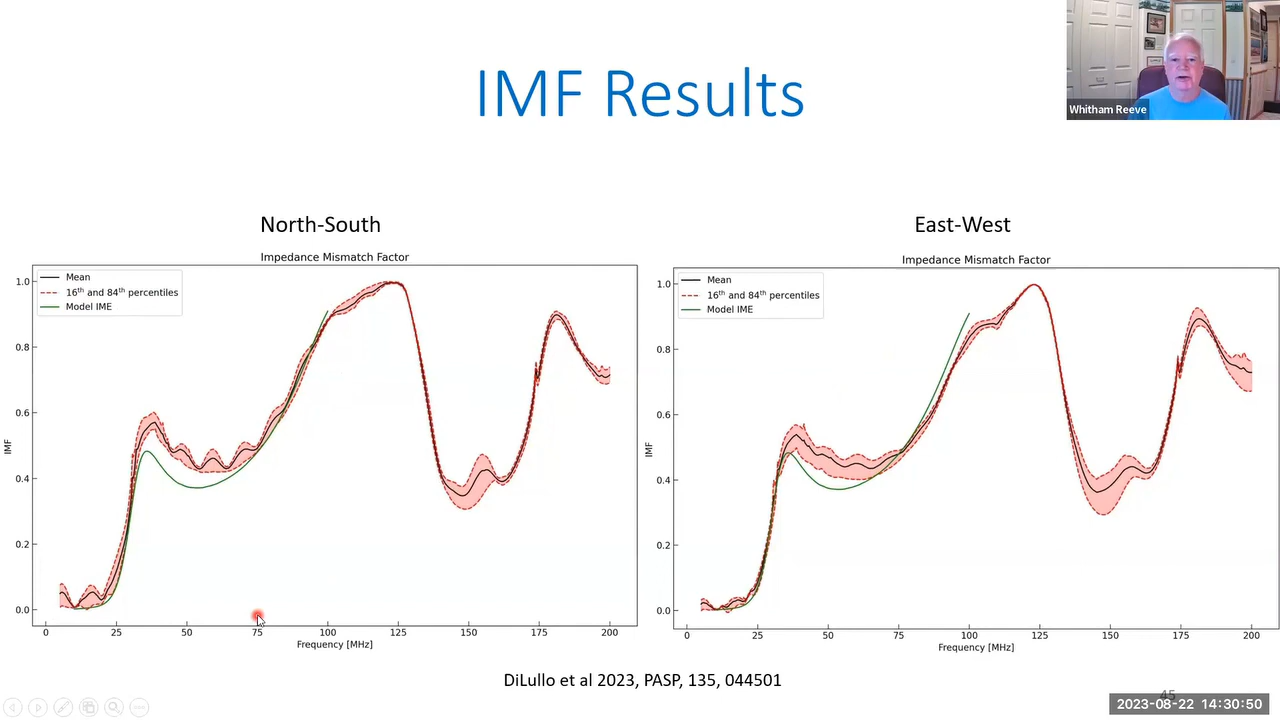 IMF Results
Whitham Reeve
North-South
East-West
Impedance Mismatch Factor
Mean
16th and 84th percentiles
Model IME
1.0
0.8
0.6
0.4
0.2
0.0
IMF
0 25 50 75 100 125 150 175 200
Frequency [MHz]
Impedance Mismatch Factor
Mean
16th and 84th percentiles
Model IME
1.0
0.8
0.6
0.4
0.2
0.0
IMF
0 25 50 75 100 125 150 175 200
Frequency [MHz]
DiLullo et al 2023, PASP, 135, 044501
45
2023-08-22 14:30:50